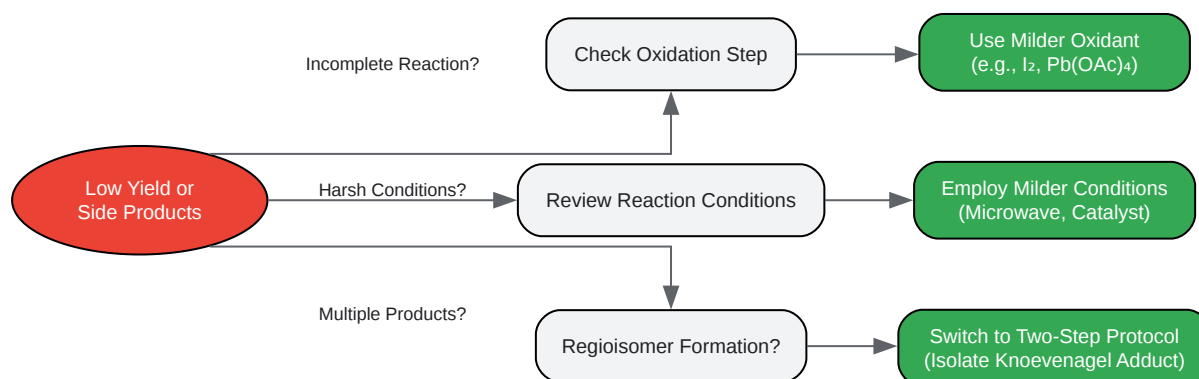 Incomplete Reaction?
Check Oxidation Step
Use Milder Oxidant
(e.g., I₂, Pb(OAc)₄)
Low Yield or
Side Products
Harsh Conditions?
Review Reaction Conditions
Employ Milder Conditions
(Microwave, Catalyst)
Multiple Products?
Regioisomer Formation?
Switch to Two-Step Protocol
(Isolate Knoevenagel Adduct)